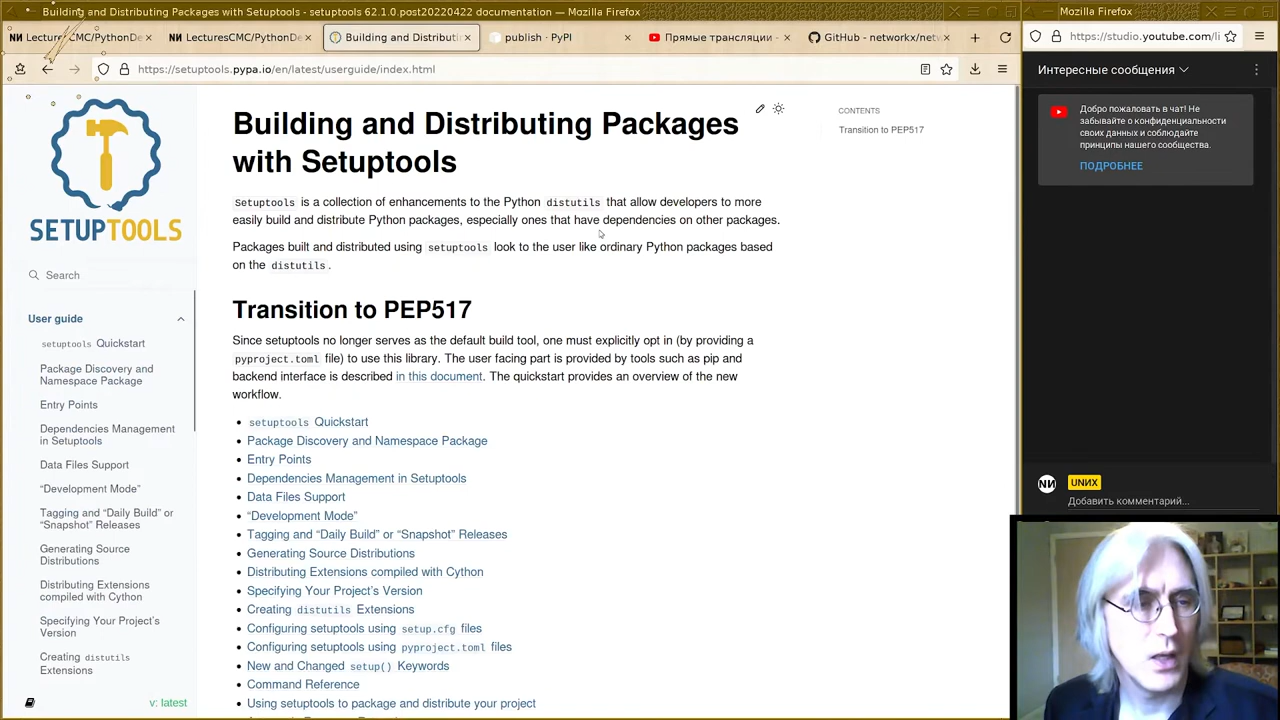 Building and Distributing Packages with Setuptools - setuptools 62.1.0.post20220422 documentation — Mozilla Firefox
Mozilla Firefox
LecturesCMC/PythonDe
LecturesCMC/PythonDe
Building and Distributi
publish · PyPI
Прямые трансляции -
GitHub - networkx/netw
https://setuptools.pypa.io/en/latest/userguide/index.html
https://studio.youtube.com/li
SETUPTOOLS
Search
User guide
setuptools Quickstart
Package Discovery and
Namespace Package
Entry Points
Dependencies Management
in Setuptools
Data Files Support
“Development Mode”
Tagging and “Daily Build” or
“Snapshot” Releases
Generating Source
Distributions
Distributing Extensions
compiled with Cython
Specifying Your Project’s
Version
Creating distutils
Extensions
v: latest
Building and Distributing Packages
with Setuptools
Setuptools is a collection of enhancements to the Python distutils that allow developers to more
easily build and distribute Python packages, especially ones that have dependencies on other packages.
Packages built and distributed using setuptools look to the user like ordinary Python packages based
on the distutils.
Transition to PEP517
Since setuptools no longer serves as the default build tool, one must explicitly opt in (by providing a
pyproject.toml file) to use this library. The user facing part is provided by tools such as pip and
backend interface is described in this document. The quickstart provides an overview of the new
workflow.
• setuptools Quickstart
• Package Discovery and Namespace Package
• Entry Points
• Dependencies Management in Setuptools
• Data Files Support
• “Development Mode”
• Tagging and “Daily Build” or “Snapshot” Releases
• Generating Source Distributions
• Distributing Extensions compiled with Cython
• Specifying Your Project’s Version
• Creating distutils Extensions
• Configuring setuptools using setup.cfg files
• Configuring setuptools using pyproject.toml files
• New and Changed setup() Keywords
• Command Reference
• Using setuptools to package and distribute your project
CONTENTS
Transition to PEP517
Интересные сообщения
Добро пожаловать в чат! Не
забывайте о конфиденциальности
своих данных и соблюдайте
принципы нашего сообщества.
ПОДРОБНЕЕ
UNИX
Добавить комментарий...